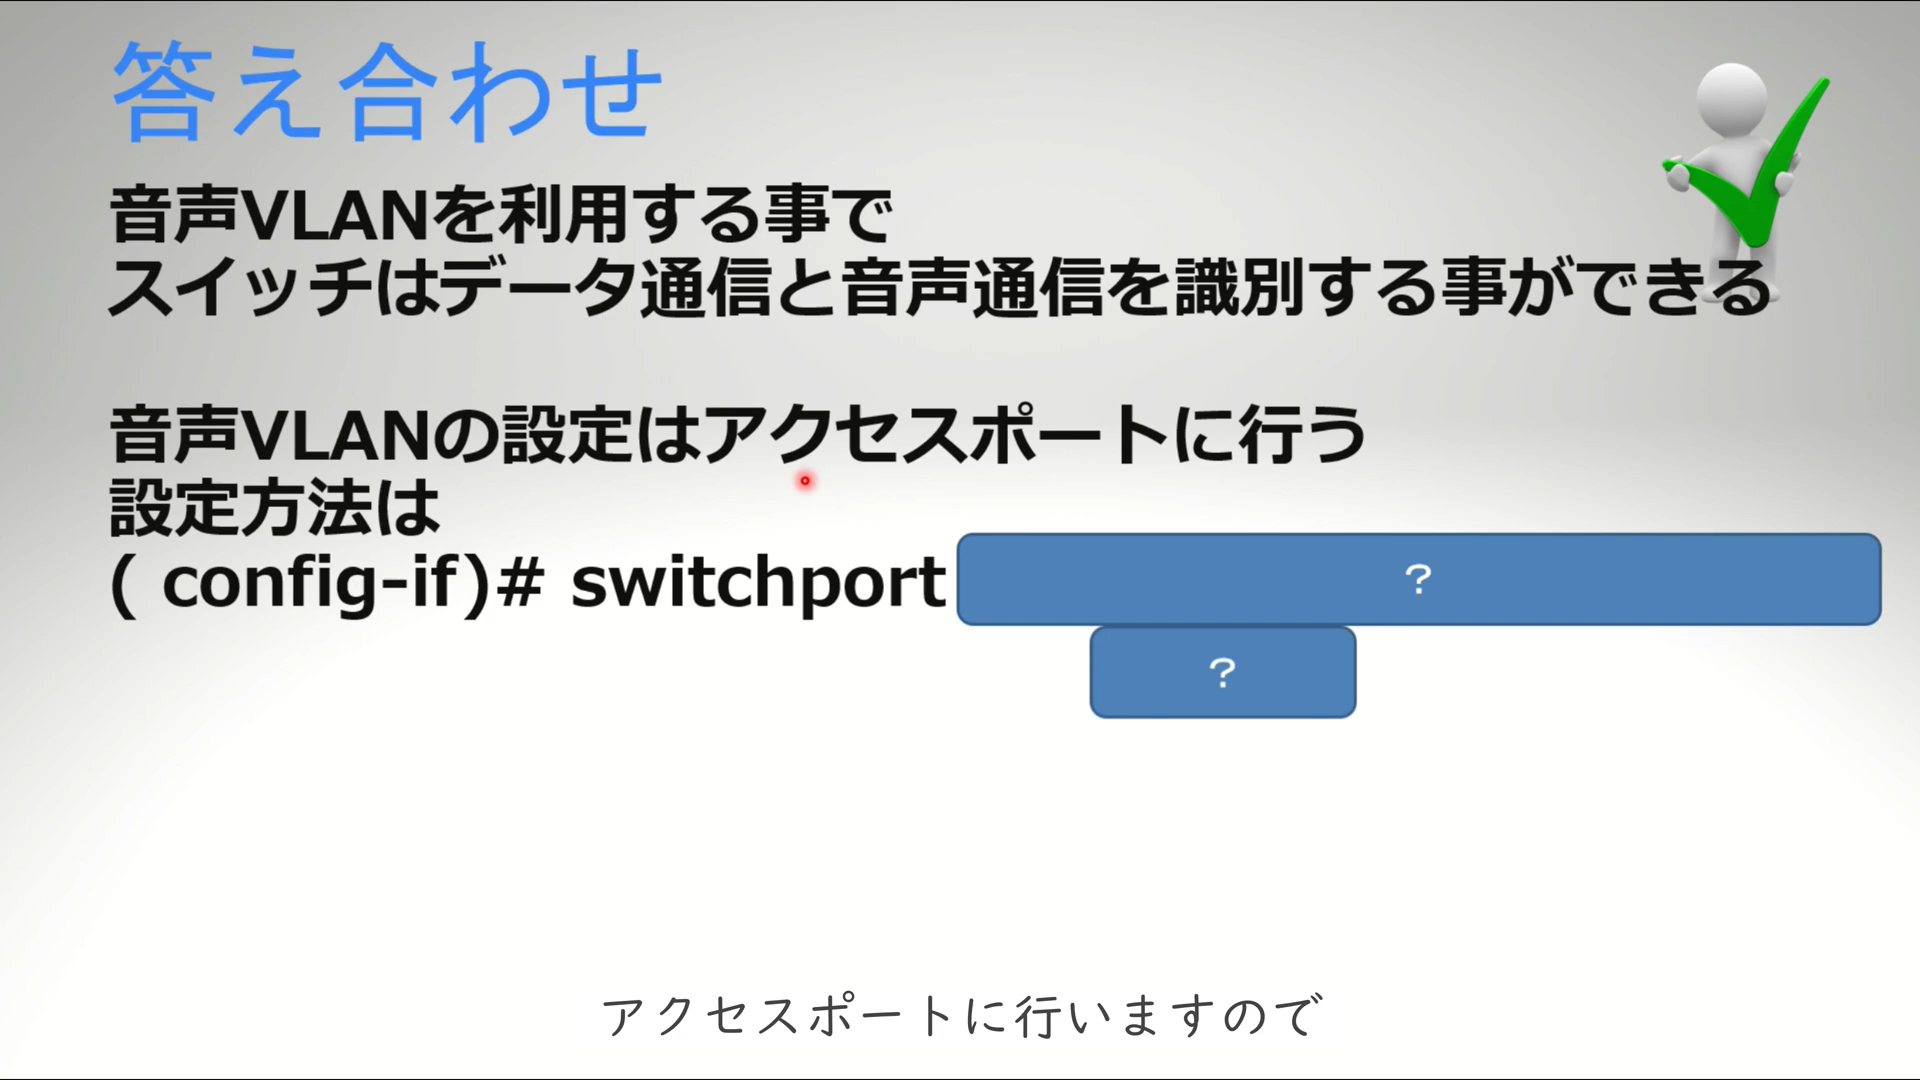 答え合わせ
音声VLANを利用する事で
スイッチはデータ通信と音声通信を識別する事ができる
音声VLANの設定はアクセスポートに行う
設定方法は
( config-if)# switchport ?
?
アクセスポートに行いますので